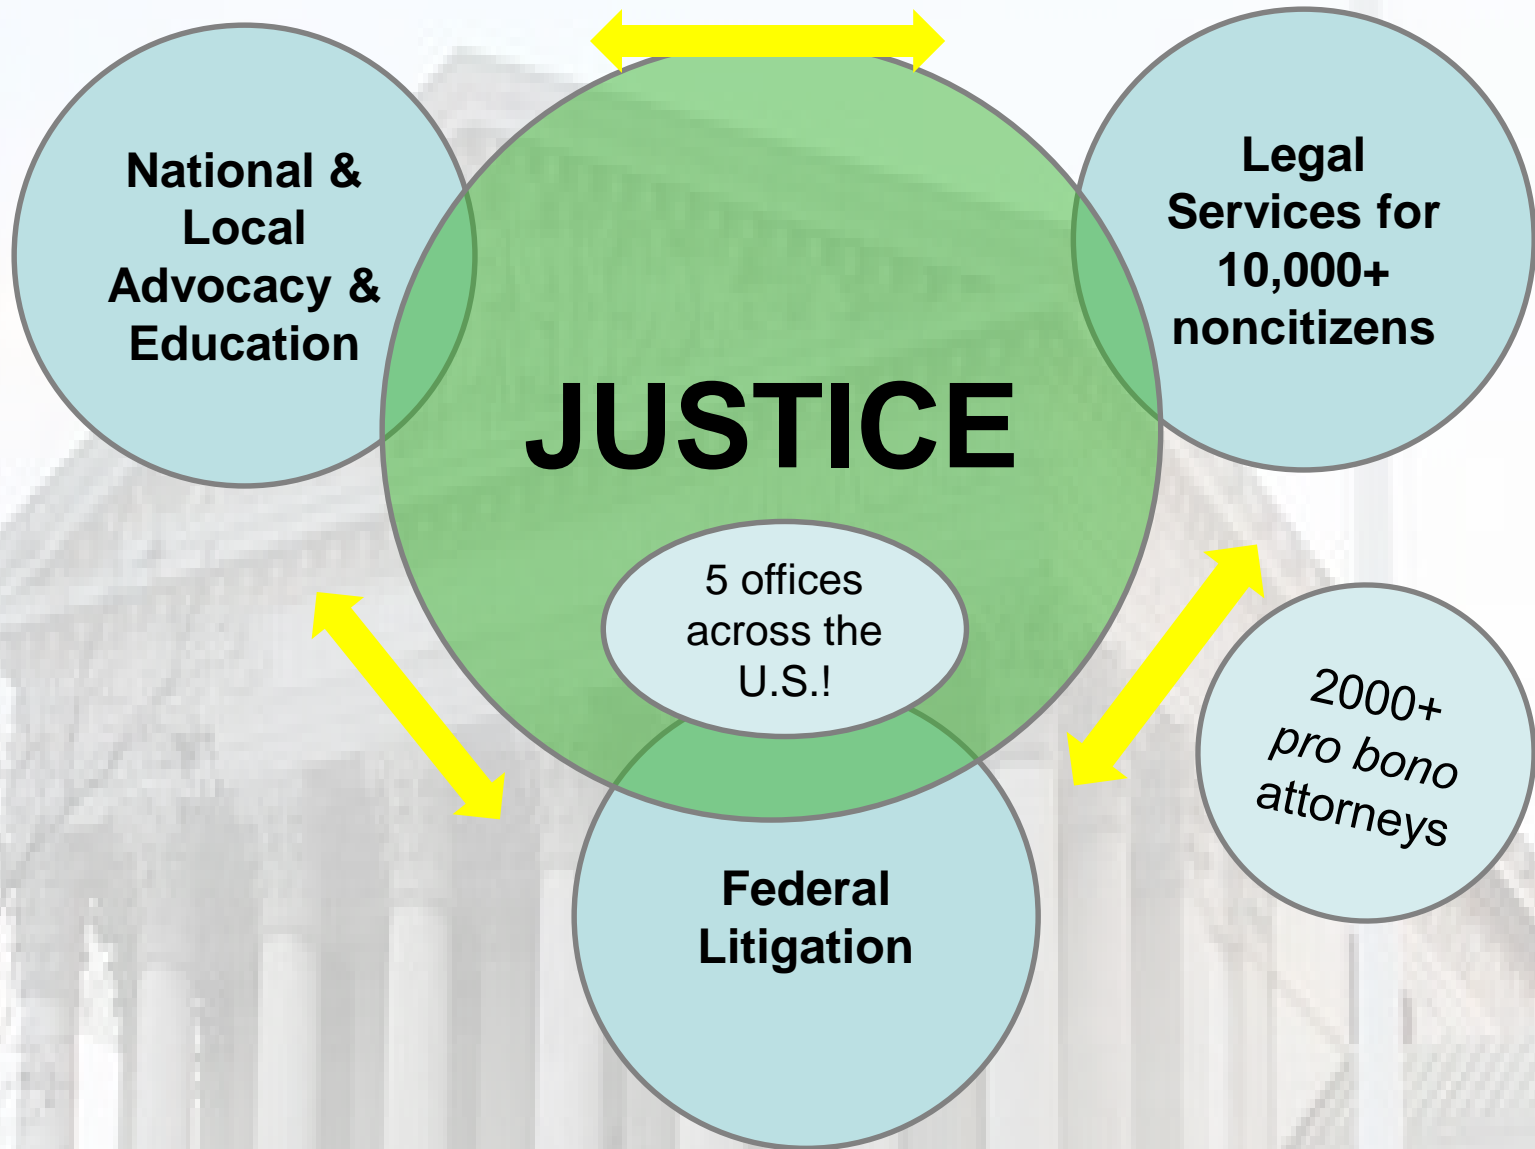 National &
Local
Advocacy &
Education
Legal
Services for
10,000+
noncitizens
JUSTICE
5 offices
across the
U.S.!
2000+
pro bono
attorneys
Federal
Litigation